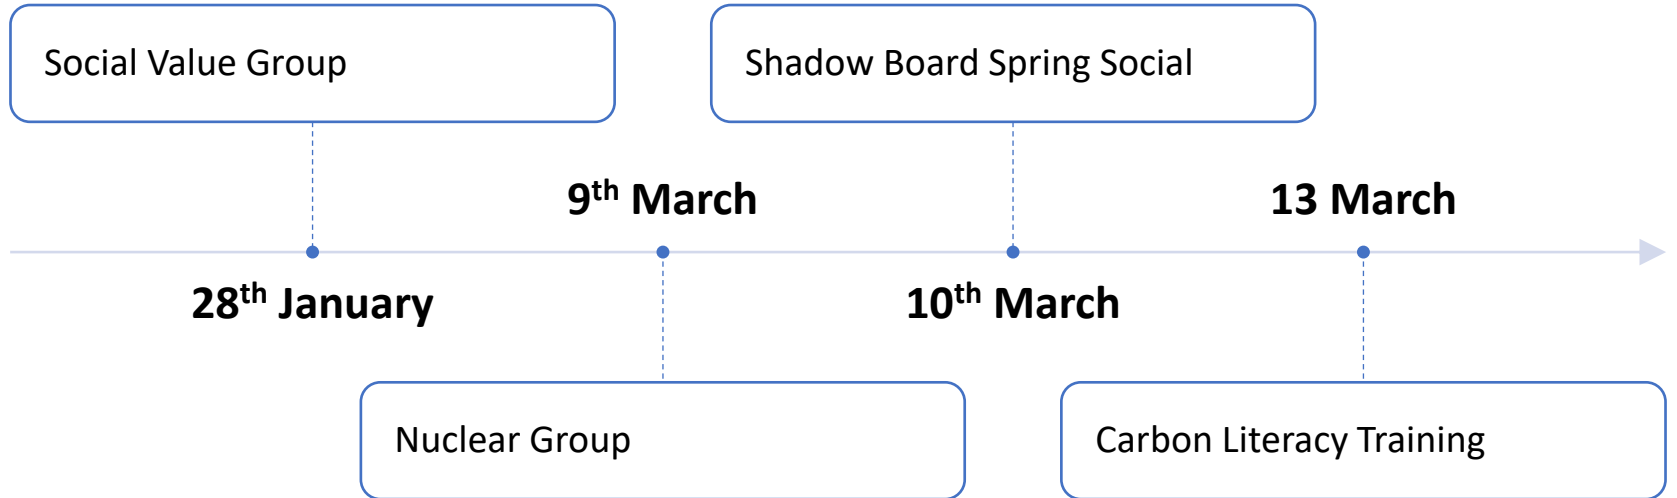 Social Value Group
Shadow Board Spring Social
9th March
13 March
28th January
10th March
Nuclear Group
Carbon Literacy Training